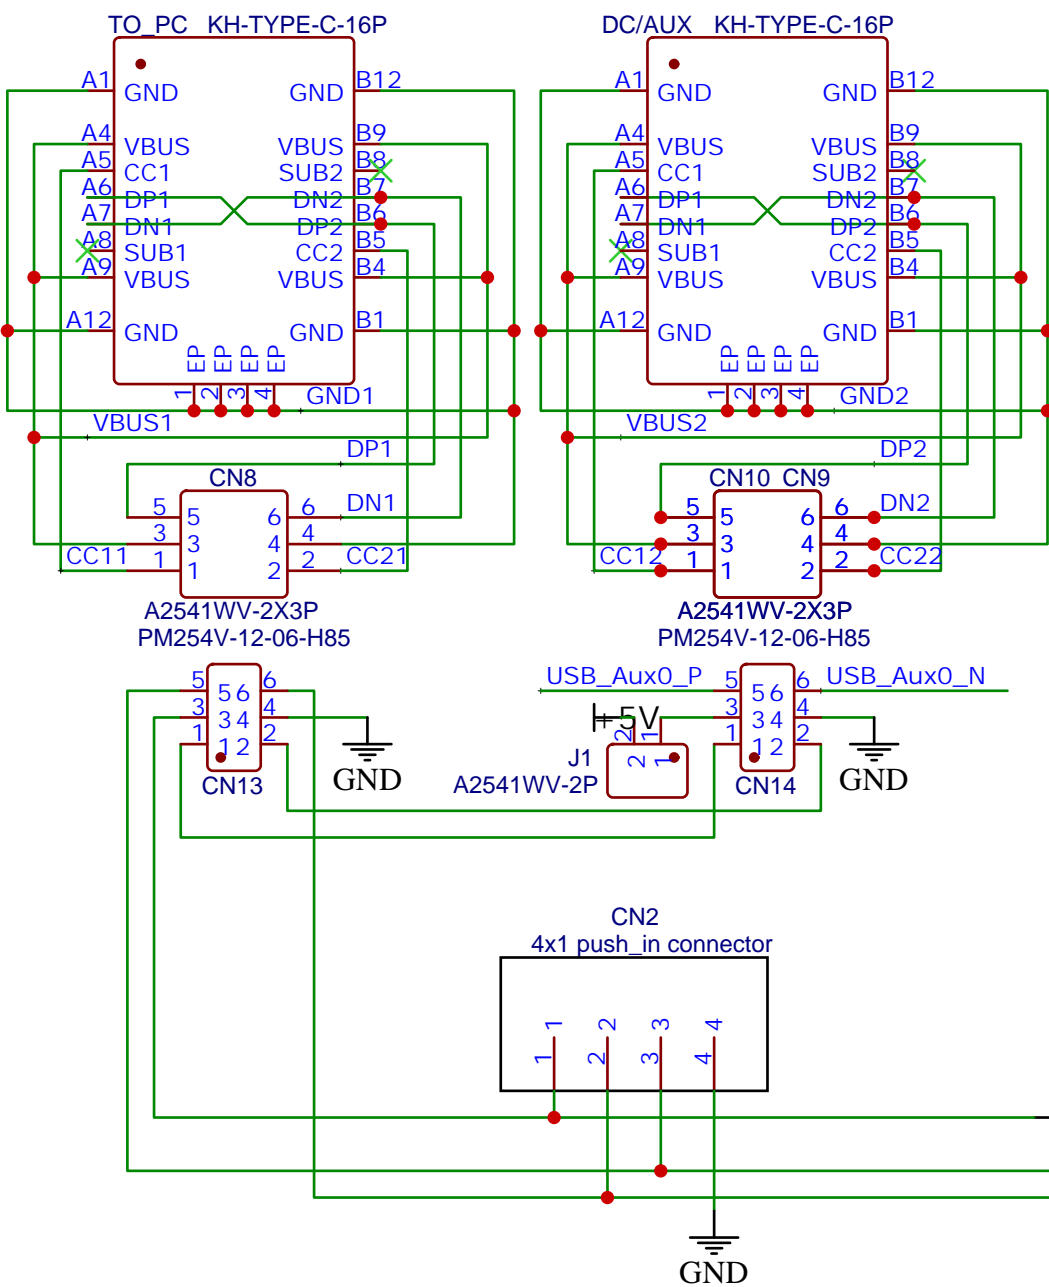 TO_PC KH-TYPE-C-16P
DC/AUX KH-TYPE-C-16P
A1 GND GND B12
A4 VBUS VBUS B9
A5 CC1 SUB2 B8
A6 DP1 DN2 B7
A7 DN1 DP2 B6
A8 SUB1 CC2 B5
A9 VBUS VBUS B4
A12 GND GND B1
EP EP EP EP
1 2 3 4
A1 GND GND B12
A4 VBUS VBUS B9
A5 CC1 SUB2 B8
A6 DP1 DN2 B7
A7 DN1 DP2 B6
A8 SUB1 CC2 B5
A9 VBUS VBUS B4
A12 GND GND B1
EP EP EP EP
1 2 3 4
GND1
GND2
VBUS1
VBUS2
DP1
DP2
CN8
5 5 6 6 DN1
3 3 4 4
CC11 1 1 2 2 CC21
A2541WV-2X3P
PM254V-12-06-H85
CN10 CN9
5 5 6 6 DN2
3 3 4 4
CC12 1 1 2 2 CC22
A2541WV-2X3P
PM254V-12-06-H85
5 5 6 6
3 3 4 4
1 1 2 2
CN13
GND
USB_Aux0_P 5 5 6 6 USB_Aux0_N
3 3 4 4
1 1 2 2
CN14
GND
+5V
2 1
2 1
J1
A2541WV-2P
CN2
4x1 push_in connector
1 2 3 4
1 2 3 4
GND